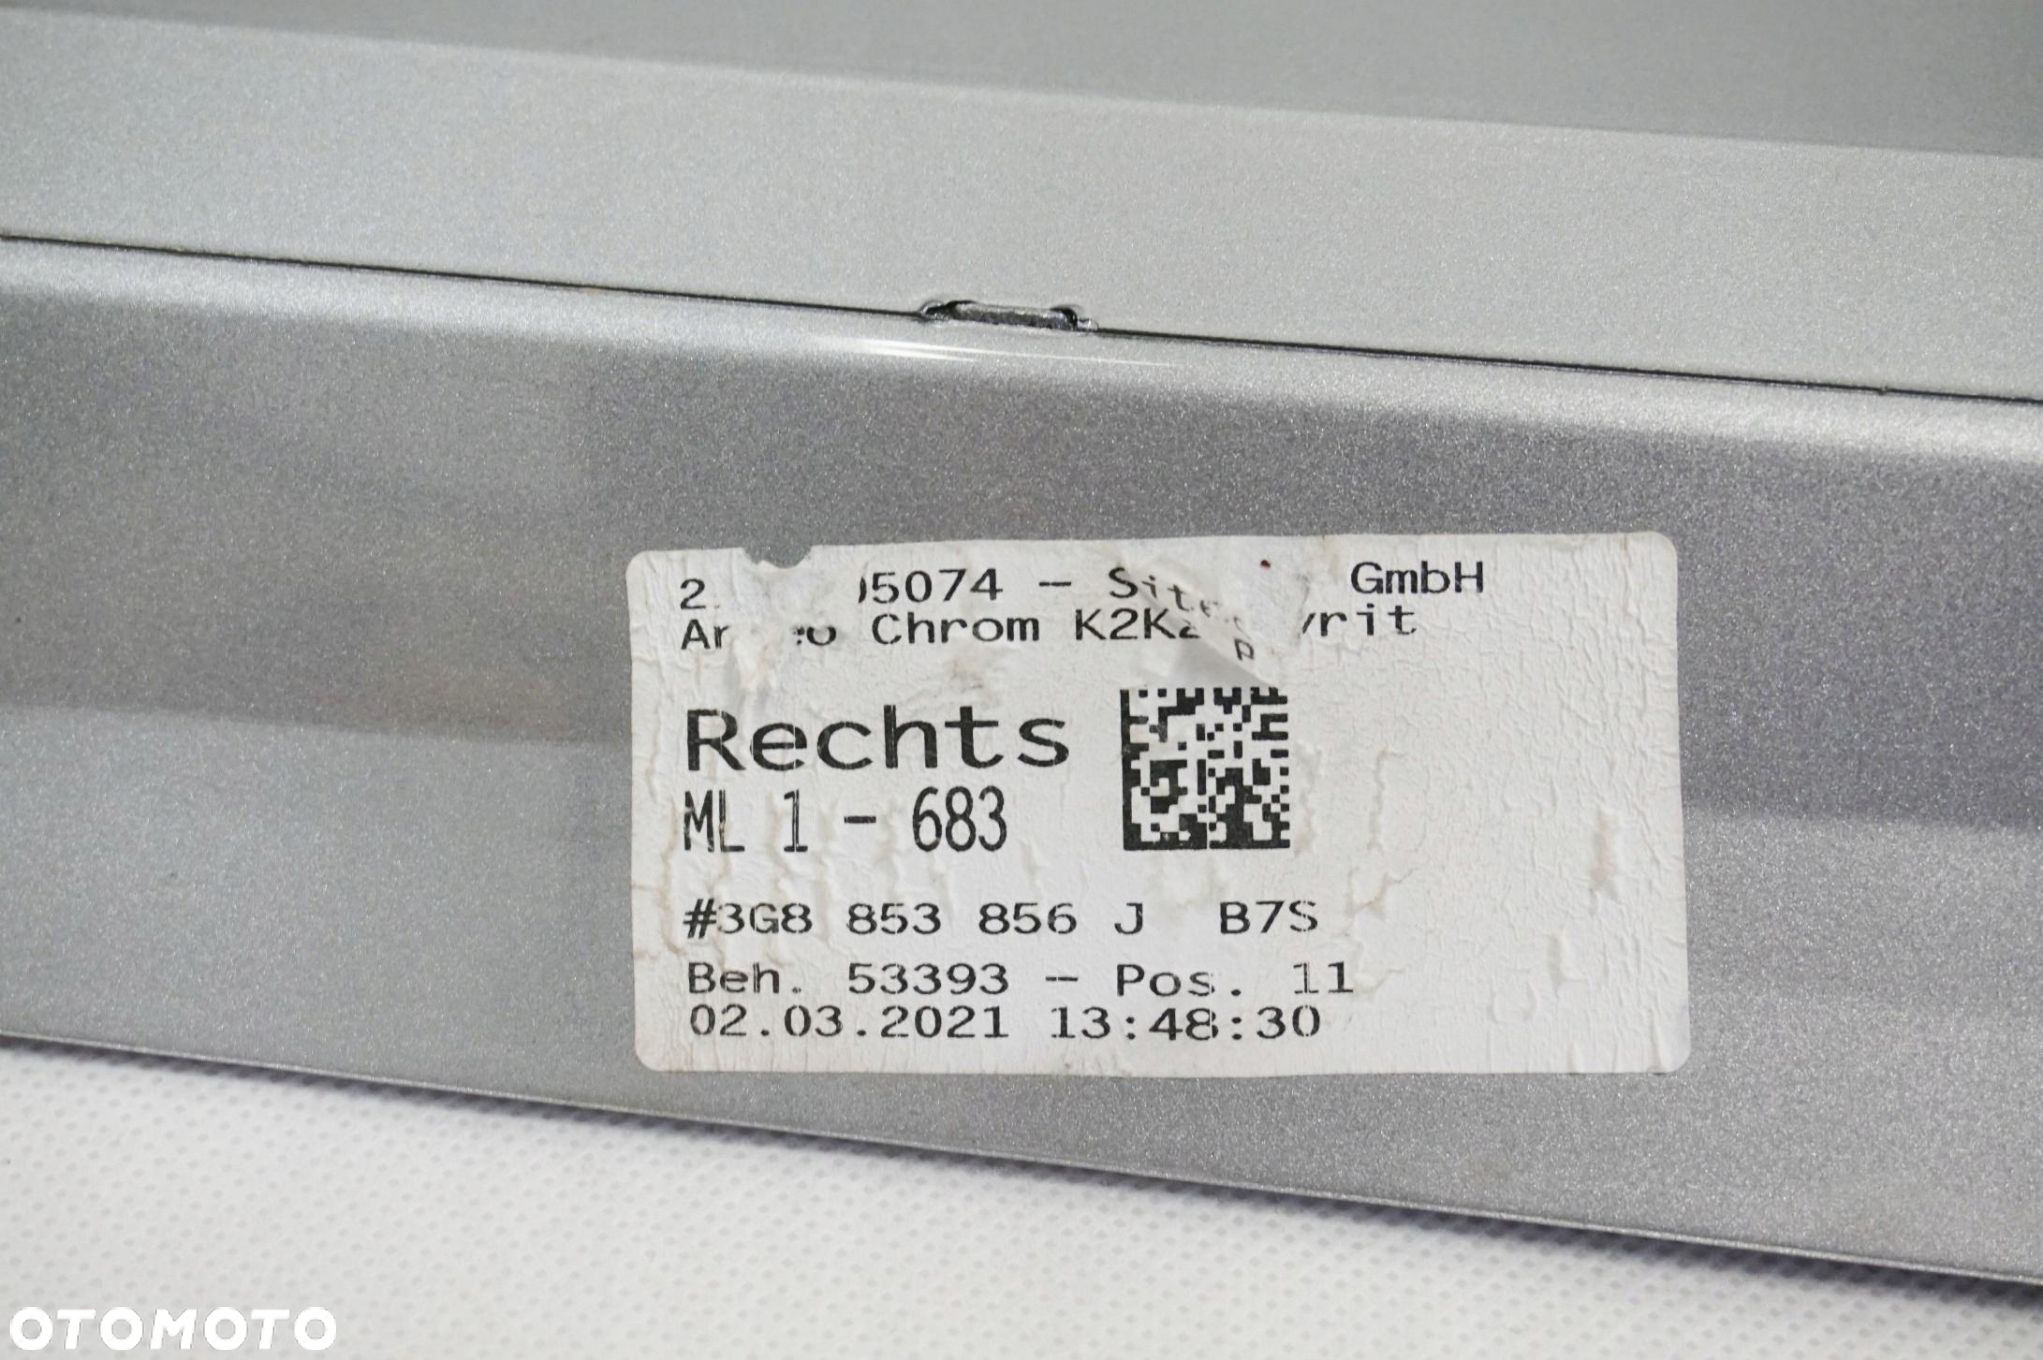 GmbH
Chrom
Rechts
ML 1 - 683
#3G8 853 856 J B7S
Beh. 53393 - Pos. 11
02.03.2021 13:48:30
OTOMOTO